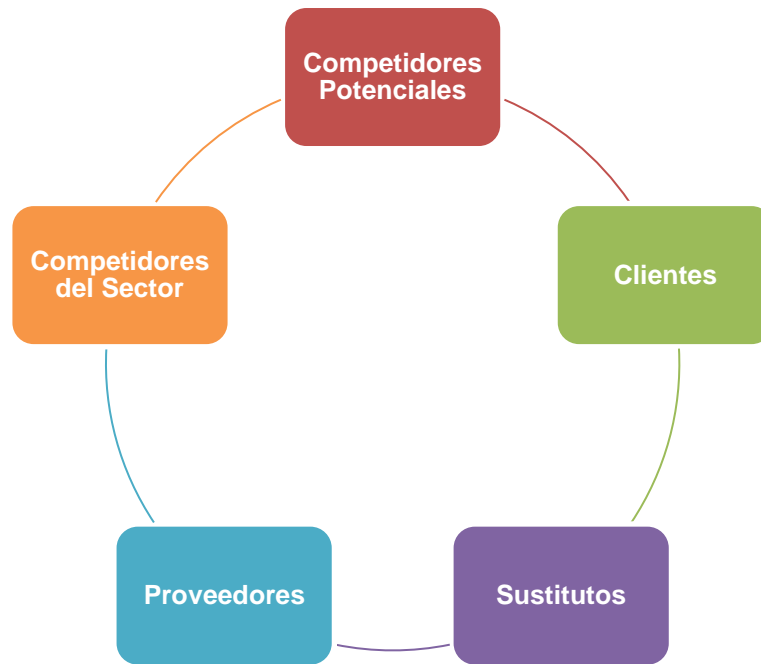 Competidores
Potenciales
Clientes
Sustitutos
Proveedores
Competidores
del Sector